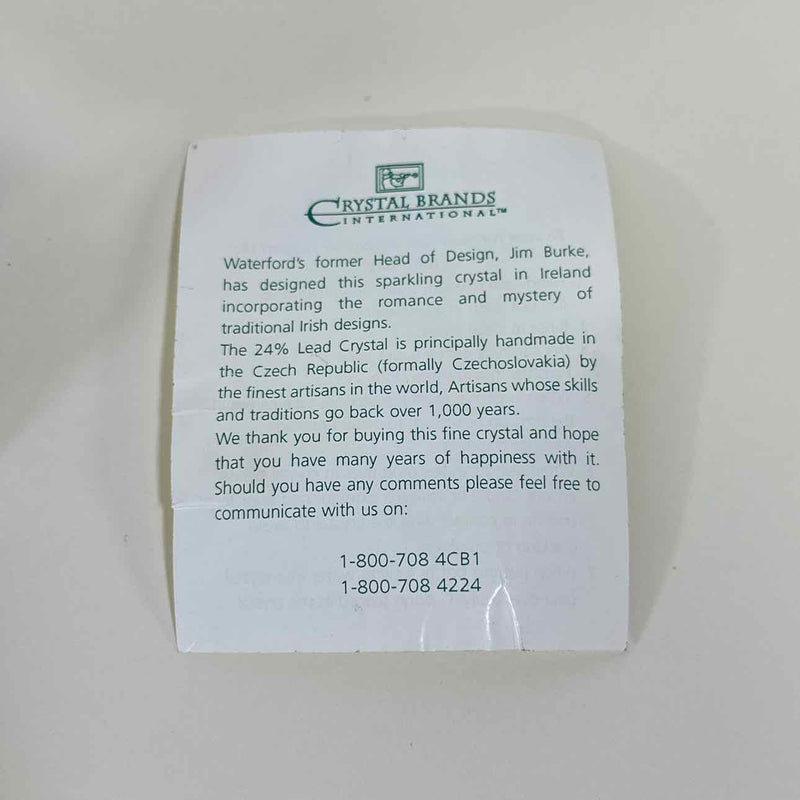 CRYSTAL BRANDS
INTERNATIONAL™
Waterford's former Head of Design, Jim Burke,
has designed this sparkling crystal in Ireland
incorporating the romance and mystery of
traditional Irish designs.
The 24% Lead Crystal is principally handmade in
the Czech Republic (formally Czechoslovakia) by
the finest artisans in the world, Artisans whose skills
and traditions go back over 1,000 years.
We thank you for buying this fine crystal and hope
that you have many years of happiness with it.
Should you have any comments please feel free to
communicate with us on:
1-800-708 4CB1
1-800-708 4224